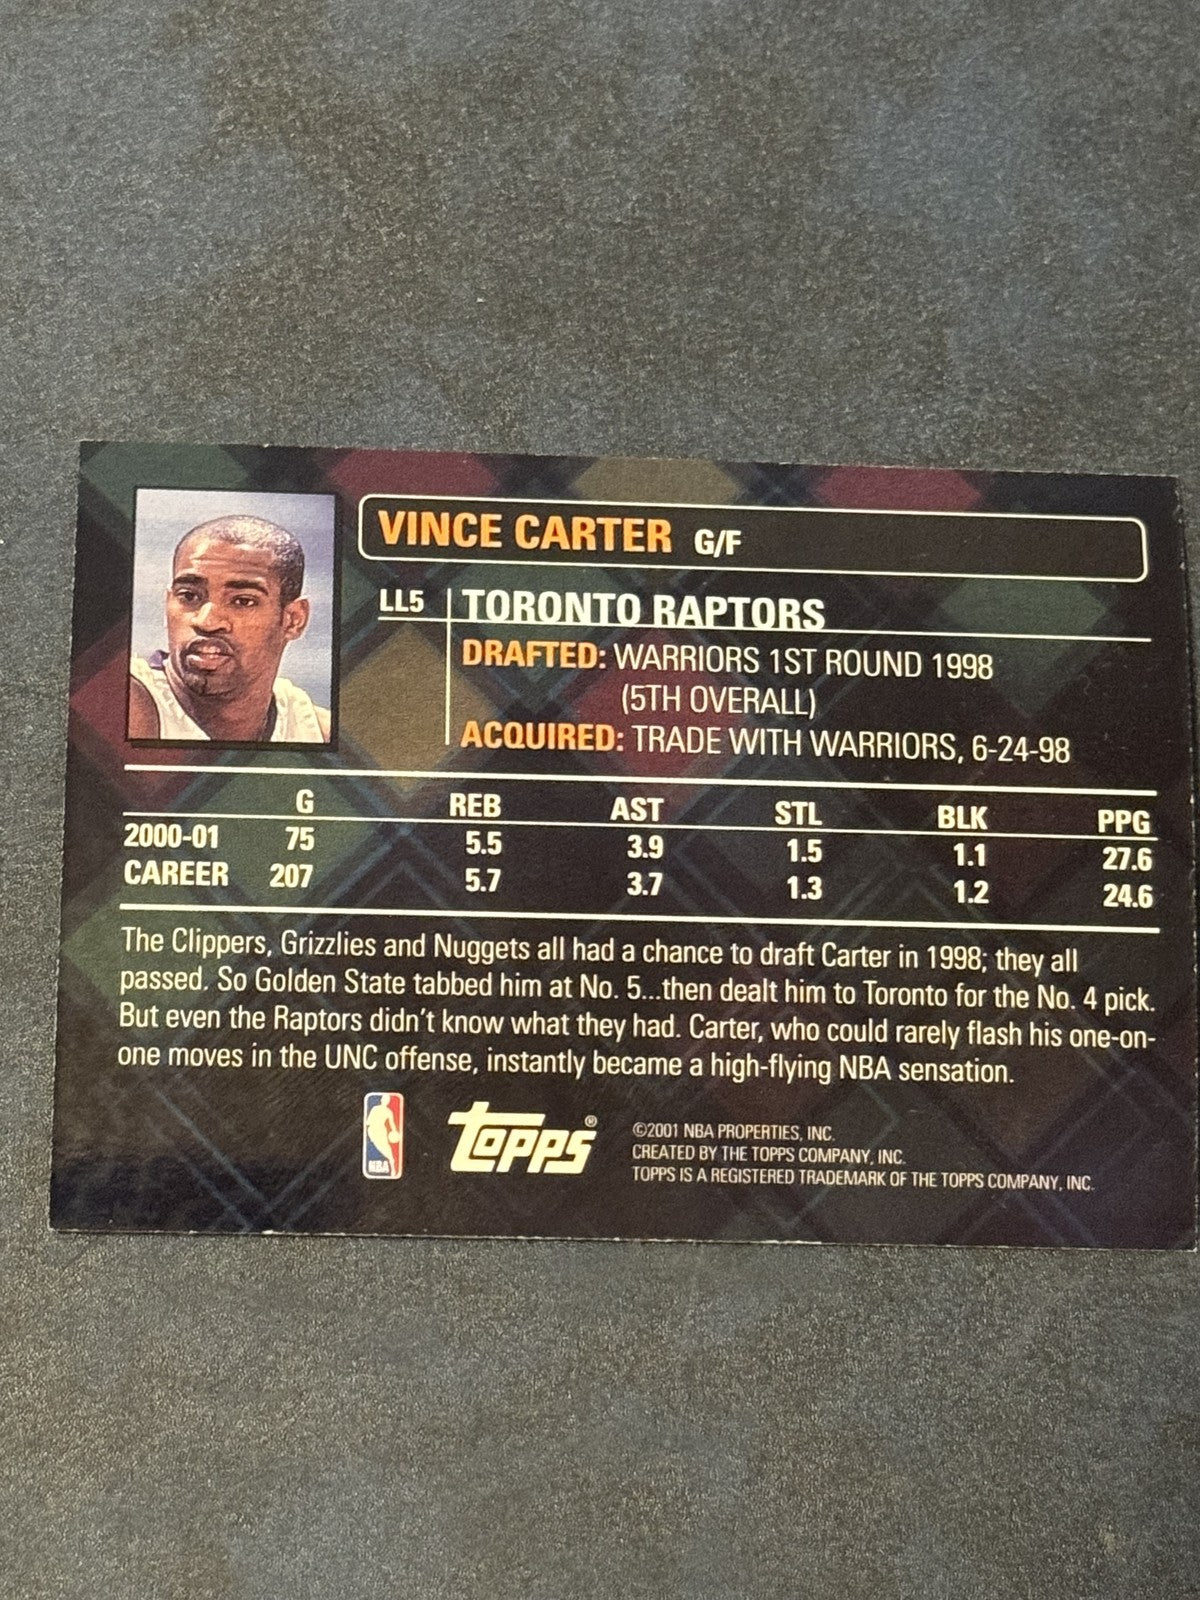 VINCE CARTER G/F
LL5 TORONTO RAPTORS
DRAFTED: WARRIORS 1ST ROUND 1998
(5TH OVERALL)
ACQUIRED: TRADE WITH WARRIORS, 6-24-98
G REB AST STL BLK PPG
2000-01 75 5.5 3.9 1.5 1.1 27.6
CAREER 207 5.7 3.7 1.3 1.2 24.6
The Clippers, Grizzlies and Nuggets all had a chance to draft Carter in 1998; they all
passed. So Golden State tabbed him at No. 5...then dealt him to Toronto for the No. 4 pick.
But even the Raptors didn't know what they had. Carter, who could rarely flash his one-on-
one moves in the UNC offense, instantly became a high-flying NBA sensation.
NBA
Topps®
©2001 NBA PROPERTIES, INC.
CREATED BY THE TOPPS COMPANY, INC.
TOPPS IS A REGISTERED TRADEMARK OF THE TOPPS COMPANY, INC.